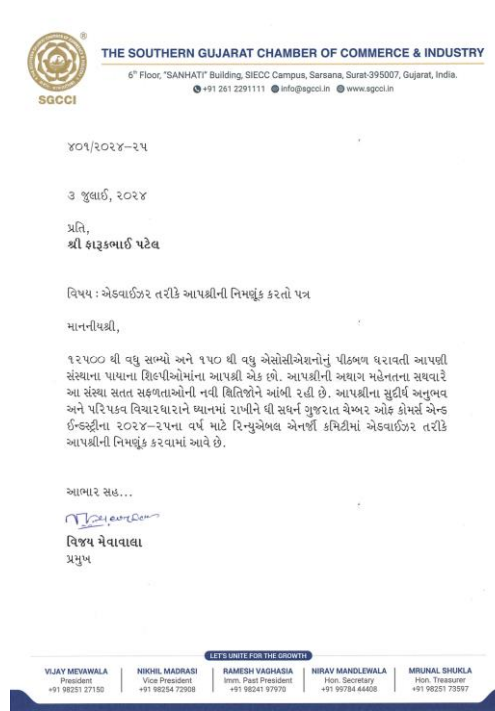 THE SOUTHERN GUJARAT CHAMBER OF COMMERCE & INDUSTRY
6th Floor, "SANHATI" Building, SIECC Campus, Sarsana, Surat-395007, Gujarat, India.
+91 261 2291111 info@sgcci.in www.sgcci.in
SGCCI
૪૦૧/૨૦૨૪-૨૫
૩ જુલાઈ, ૨૦૨૪
પ્રતિ,
શ્રી ફારૂકભાઈ પટેલ
વિષય : એડવાઈઝર તરીકે આપશ્રીની નિમણૂંક કરતો પત્ર
માનનીયશ્રી,
૧૨૫૦૦ થી વધુ સભ્યો અને ૧૫૦ થી વધુ એસોસીએશનોનું પીઠબળ ધરાવતી આપણી
સંસ્થાના પાયાના શિલ્પીઓમાંના આપશ્રી એક છો. આપશ્રીની અથાગ મહેનતના સથવારે
આ સંસ્થા સતત સફળતાઓની નવી ક્ષિતિજોને આંબી રહી છે. આપશ્રીના સુદીર્ઘ અનુભવ
અને પરિપકવ વિચારધારાને ધ્યાનમાં રાખીને ધી સધર્ન ગુજરાત ચેમ્બર ઓફ કોમર્સ એન્ડ
ઈન્ડસ્ટ્રીના ૨૦૨૪-૨૫ના વર્ષ માટે રિન્યુએબલ એનર્જી કમિટીમાં એડવાઈઝર તરીકે
આપશ્રીની નિમણૂંક કરવામાં આવે છે.
આભાર સહ...
વિજય મેવાવાલા
પ્રમુખ
LET'S UNITE FOR THE GROWTH
VIJAY MEVAWALA NIKHIL MADRASI RAMESH VAGHASIA NIRAV MANDLEWALA MRUNAL SHUKLA
President Vice President Imm. Past President Hon. Secretary Hon. Treasurer
+91 98251 27150 +91 98254 72908 +91 98241 97970 +91 99784 44408 +91 98251 73597